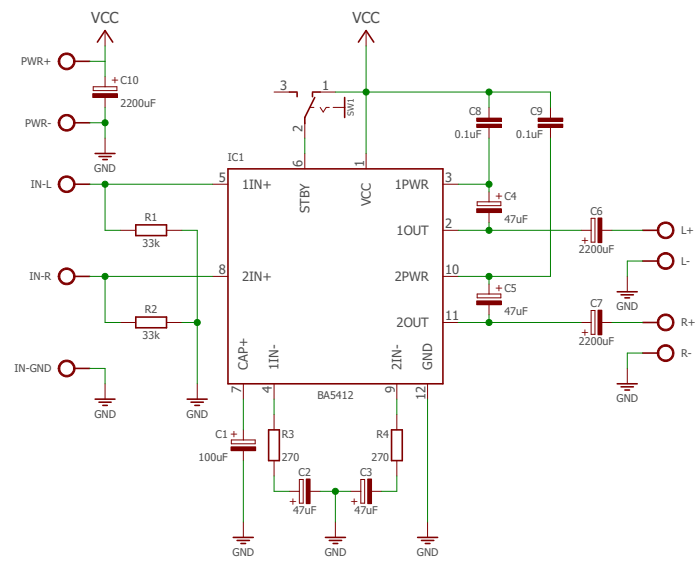 VCC
VCC
PWR+
+
C10
2200uF
PWR-
GND
3
1
SW1
2
C8
0.1uF
C9
0.1uF
IC1
6
1
IN-L
5
1IN+
STBY
VCC
1PWR
3
+
C4
47uF
R1
33k
1OUT
2
C6
+
2200uF
L+
IN-R
8
2IN+
2PWR
10
L-
+
C5
47uF
GND
R2
33k
2OUT
11
C7
+
2200uF
R+
R-
IN-GND
GND
GND
GND
CAP+
1IN-
2IN-
GND
7
4
BA5412
9
12
C1
+
100uF
R3
270
R4
270
C2
+
47uF
C3
+
47uF
GND
GND
GND